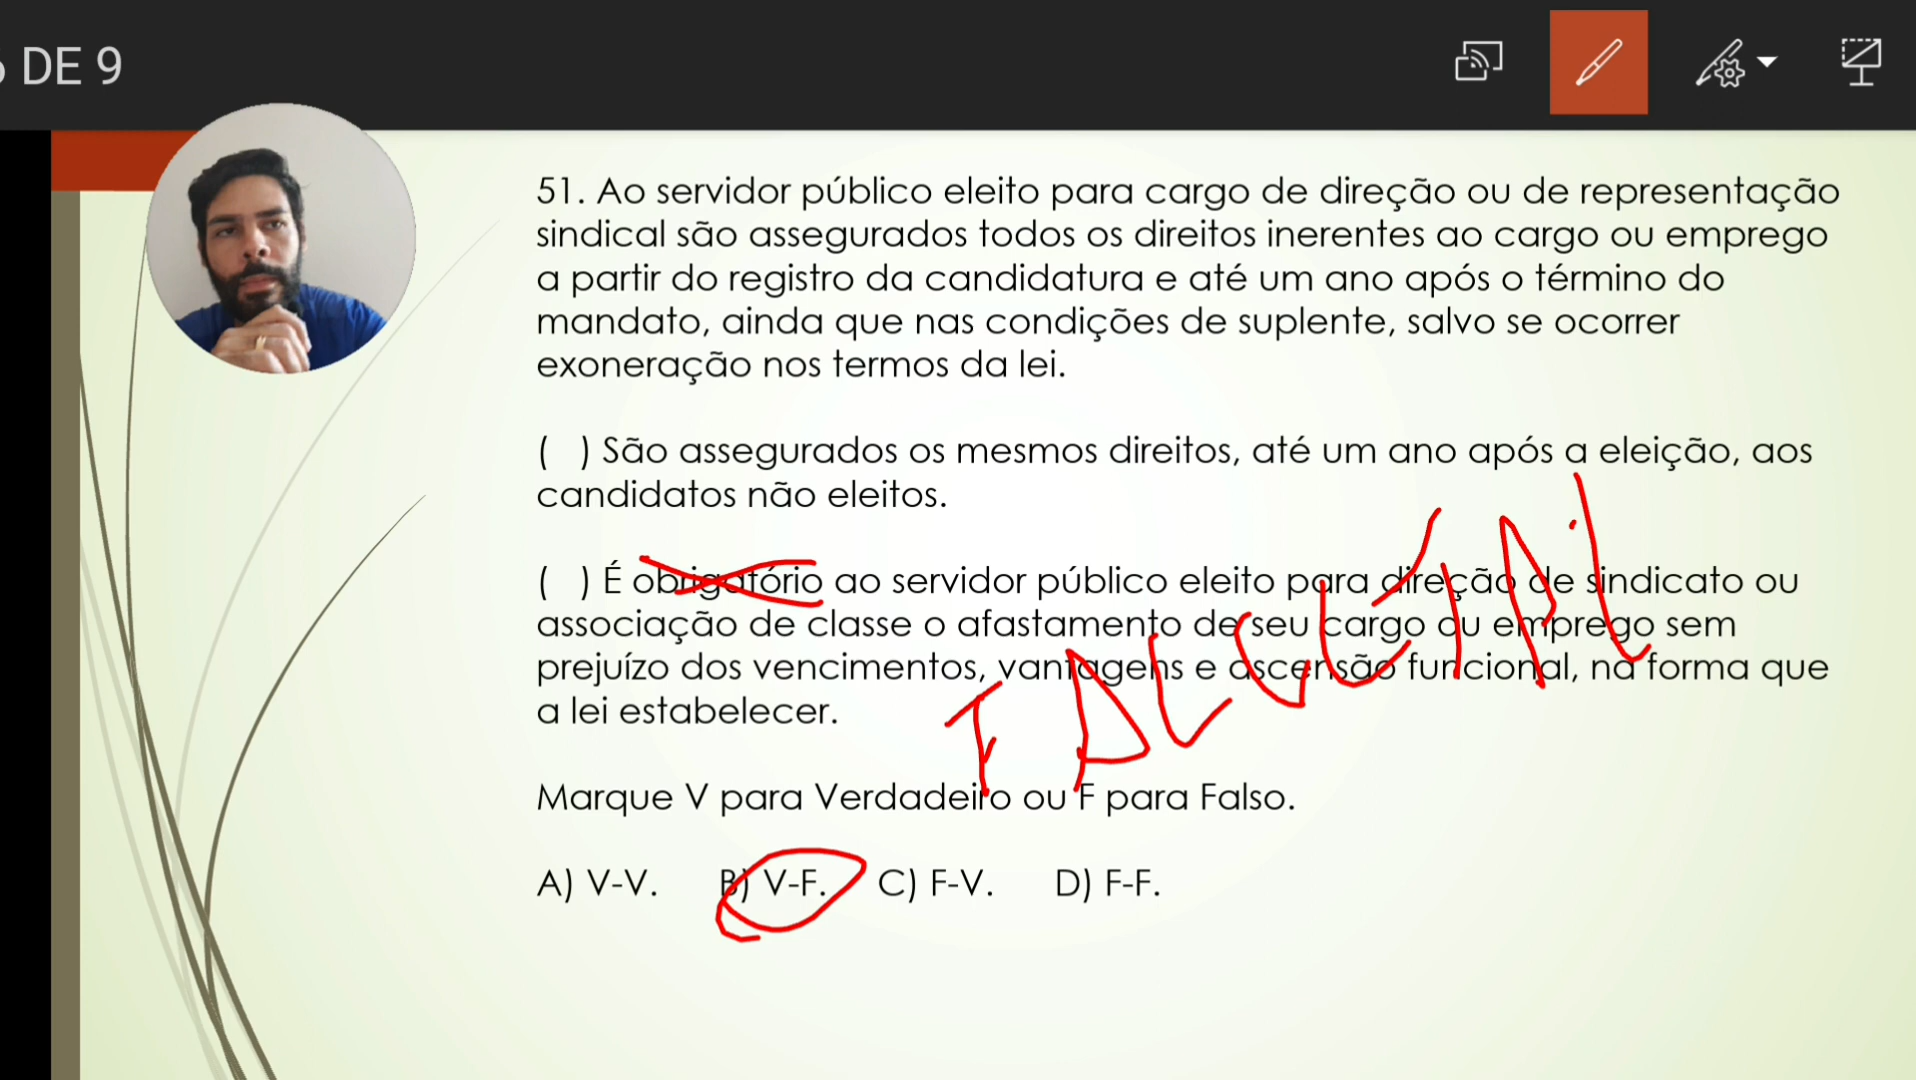 DE 9
51. Ao servidor público eleito para cargo de direção ou de representação
sindical são assegurados todos os direitos inerentes ao cargo ou emprego
a partir do registro da candidatura e até um ano após o término do
mandato, ainda que nas condições de suplente, salvo se ocorrer
exoneração nos termos da lei.
( ) São assegurados os mesmos direitos, até um ano após a eleição, aos
candidatos não eleitos.
( ) É obrigatório ao servidor público eleito para direção de sindicato ou
associação de classe o afastamento de seu cargo ou emprego sem
prejuízo dos vencimentos, vantagens e ascensão funcional, na forma que
a lei estabelecer.
Marque V para Verdadeiro ou F para Falso.
A) V-V. B) V-F. C) F-V. D) F-F.